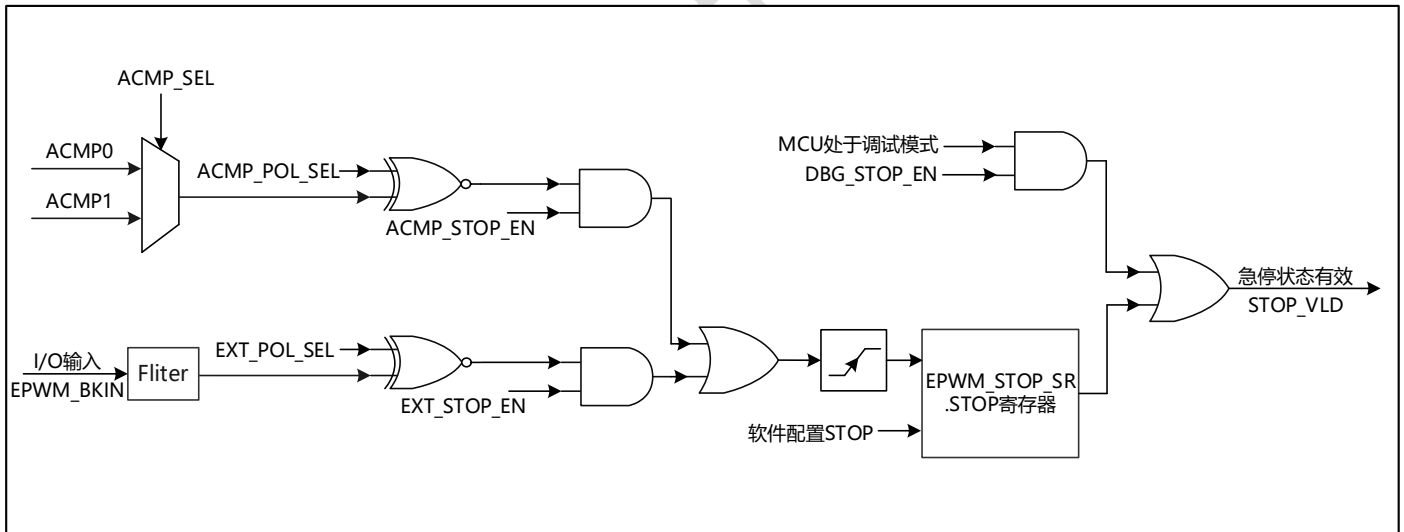 ACMP_SEL
ACMP0
ACMP1
ACMP_POL_SEL
ACMP_STOP_EN
MCU处于调试模式
DBG_STOP_EN
急停状态有效
STOP_VLD
I/O输入
EPWM_BKIN
Fliter
EXT_POL_SEL
EXT_STOP_EN
EPWM_STOP_SR
.STOP寄存器
软件配置STOP